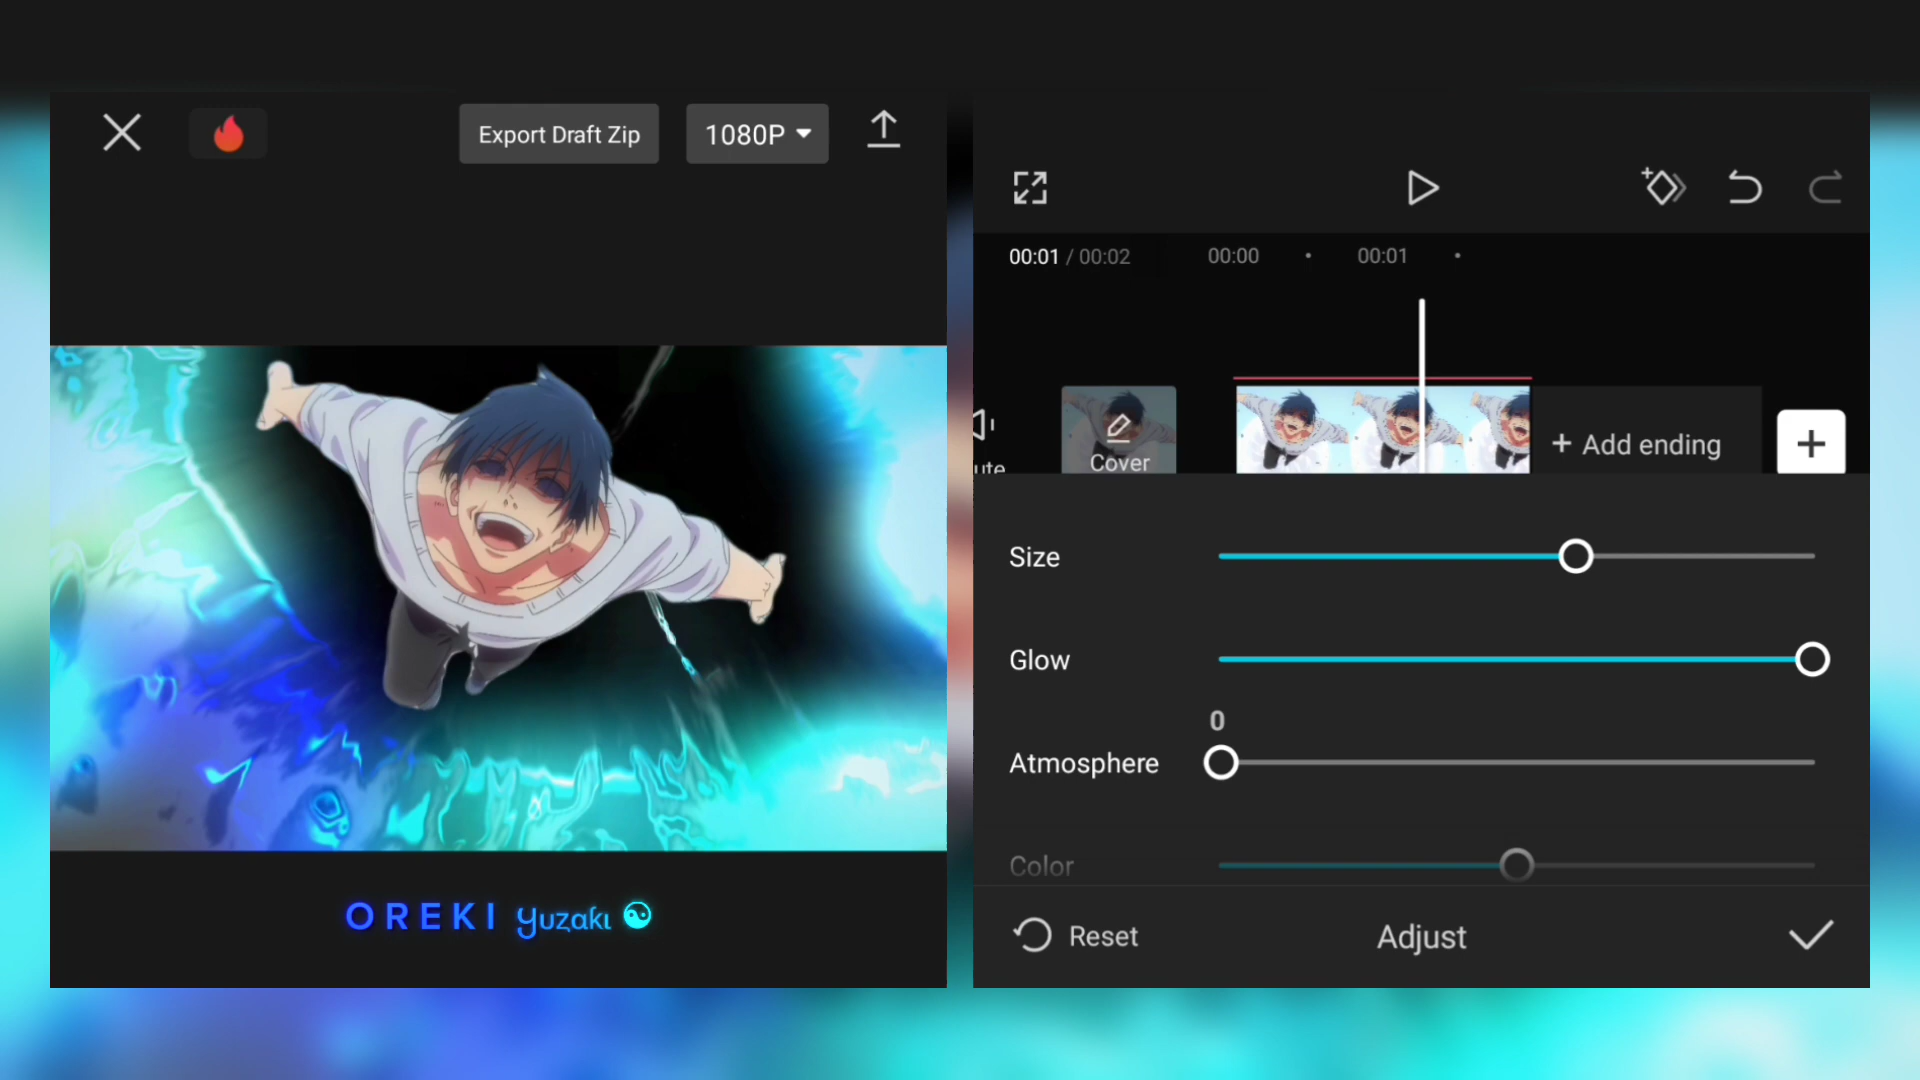 Export Draft Zip
1080P
OREKI Yuzaki
00:01 / 00:02
00:00
00:01
ute
Cover
+ Add ending
Size
Glow
0
Atmosphere
Color
Reset
Adjust